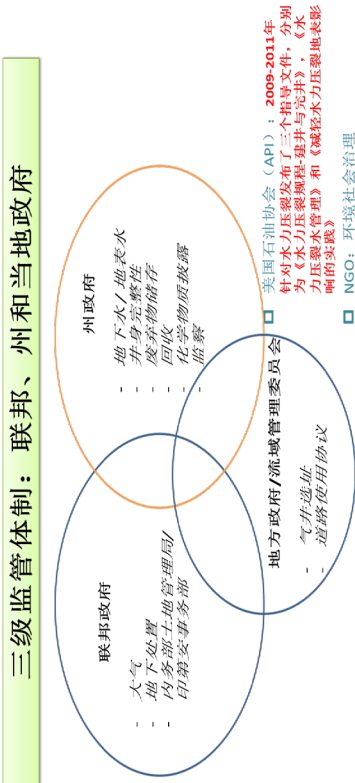 三级监管体制：联邦、州和当地政府
联邦政府
- 大气
- 地下处置
- 内务部土地管理局/
印第安事务部
州政府
- 地下水/地表水
- 井身完整性
- 废弃物储存
- 回收
- 化学物质披露
- 监察
地方政府/流域管理委员会
- 气井选址
- 道路使用协议
美国石油协会（API）：2009-2011年
针对水力压裂发布了三个指导文件，分别
为《水力压裂规程-建井与完井》，《水
力压裂水管理》和《减轻水力压裂地表影
响的实践》
NGO：环境社会治理